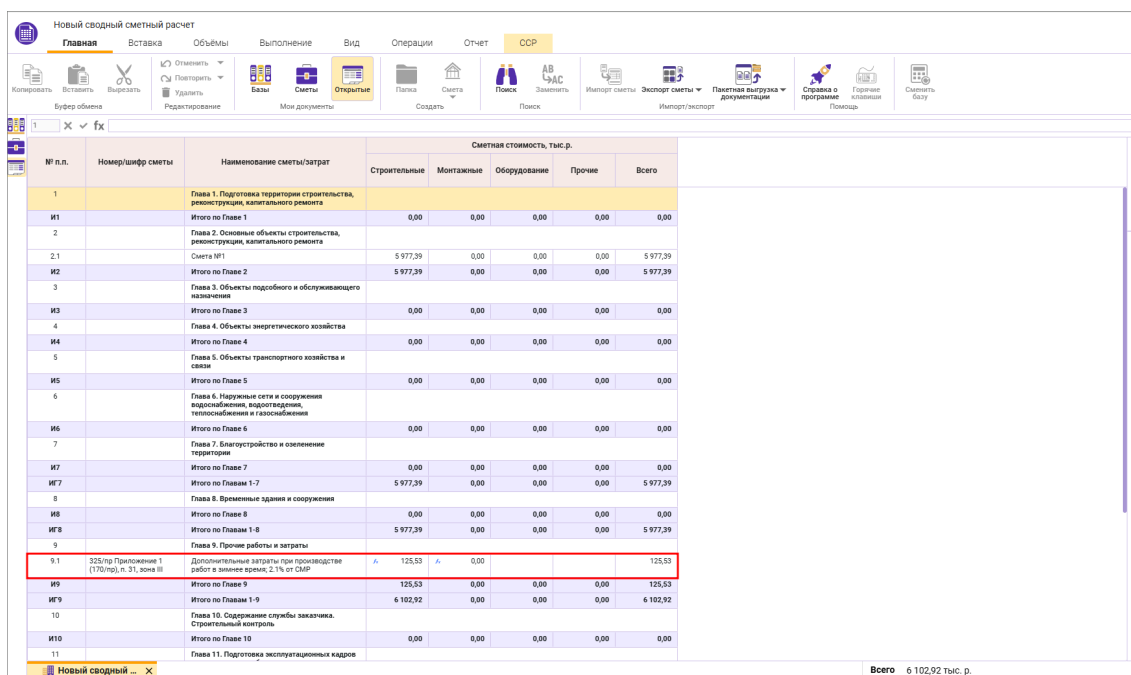 Новый сводный сметный расчет
Главная Вставка Объёмы Выполнение Вид Операции Отчет ССР
Копировать Вставить Вырезать
Отменить
Повторить
Удалить
Базы Сметы Открытые
Папка Смета
Поиск Заменить
AB
AC
Импорт сметы Экспорт сметы Пакетная выгрузка документации
Справка о программе Горячие клавиши
Сменить базу
Буфер обмена Редактирование Мои документы Создать Поиск Импорт/экспорт Помощь
1 fx
№ п.п. Номер/шифр сметы Наименование сметы/затрат Сметная стоимость, тыс.р.
Строительные Монтажные Оборудование Прочие Всего
1 Глава 1. Подготовка территории строительства,
реконструкции, капитального ремонта
И1 Итого по Главе 1 0,00 0,00 0,00 0,00 0,00
2 Глава 2. Основные объекты строительства,
реконструкции, капитального ремонта
2.1 Смета №1 5 977,39 0,00 0,00 0,00 5 977,39
И2 Итого по Главе 2 5 977,39 0,00 0,00 0,00 5 977,39
3 Глава 3. Объекты подсобного и обслуживающего
назначения
И3 Итого по Главе 3 0,00 0,00 0,00 0,00 0,00
4 Глава 4. Объекты энергетического хозяйства
И4 Итого по Главе 4 0,00 0,00 0,00 0,00 0,00
5 Глава 5. Объекты транспортного хозяйства и
связи
И5 Итого по Главе 5 0,00 0,00 0,00 0,00 0,00
6 Глава 6. Наружные сети и сооружения
водоснабжения, водоотведения,
теплоснабжения и газоснабжения
И6 Итого по Главе 6 0,00 0,00 0,00 0,00 0,00
7 Глава 7. Благоустройство и озеленение
территории
И7 Итого по Главе 7 0,00 0,00 0,00 0,00 0,00
ИГ7 Итого по Главам 1-7 5 977,39 0,00 0,00 0,00 5 977,39
8 Глава 8. Временные здания и сооружения
И8 Итого по Главе 8 0,00 0,00 0,00 0,00 0,00
ИГ8 Итого по Главам 1-8 5 977,39 0,00 0,00 0,00 5 977,39
9 Глава 9. Прочие работы и затраты
9.1 325/пр Приложение 1 Дополнительные затраты при производстве 125,53 0,00 125,53
(170/пр), п. 31, зона III работ в зимнее время; 2.1% от СМР
И9 Итого по Главе 9 125,53 0,00 0,00 0,00 125,53
ИГ9 Итого по Главам 1-9 6 102,92 0,00 0,00 0,00 6 102,92
10 Глава 10. Содержание службы заказчика.
Строительный контроль
И10 Итого по Главе 10 0,00 0,00 0,00 0,00 0,00
11 Глава 11. Подготовка эксплуатационных кадров
Новый сводный ... Всего 6 102,92 тыс. р.